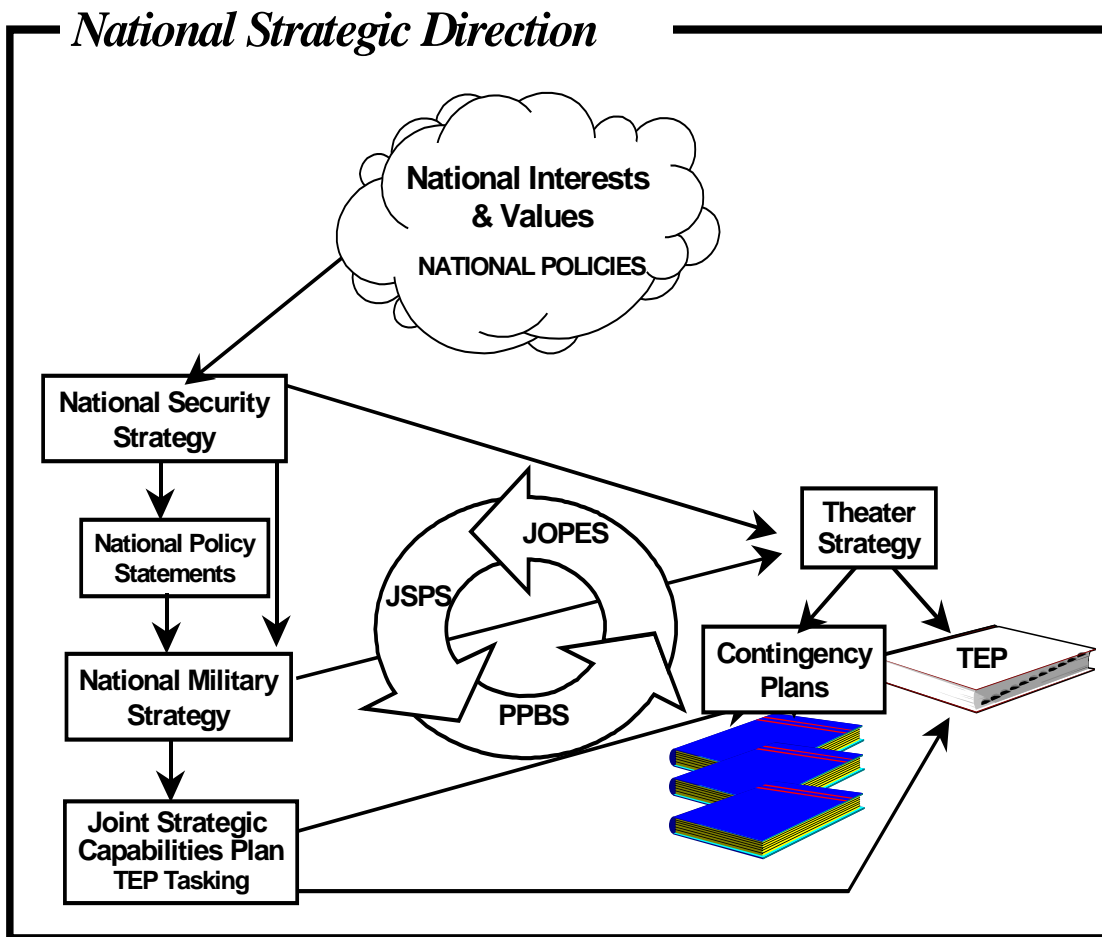 National Strategic Direction
National Interests
& Values
NATIONAL POLICIES
National Security
Strategy
National Policy
Statements
National Military
Strategy
Joint Strategic
Capabilities Plan
TEP Tasking
JOPES
JSPS
PPBS
Theater
Strategy
Contingency
Plans
TEP